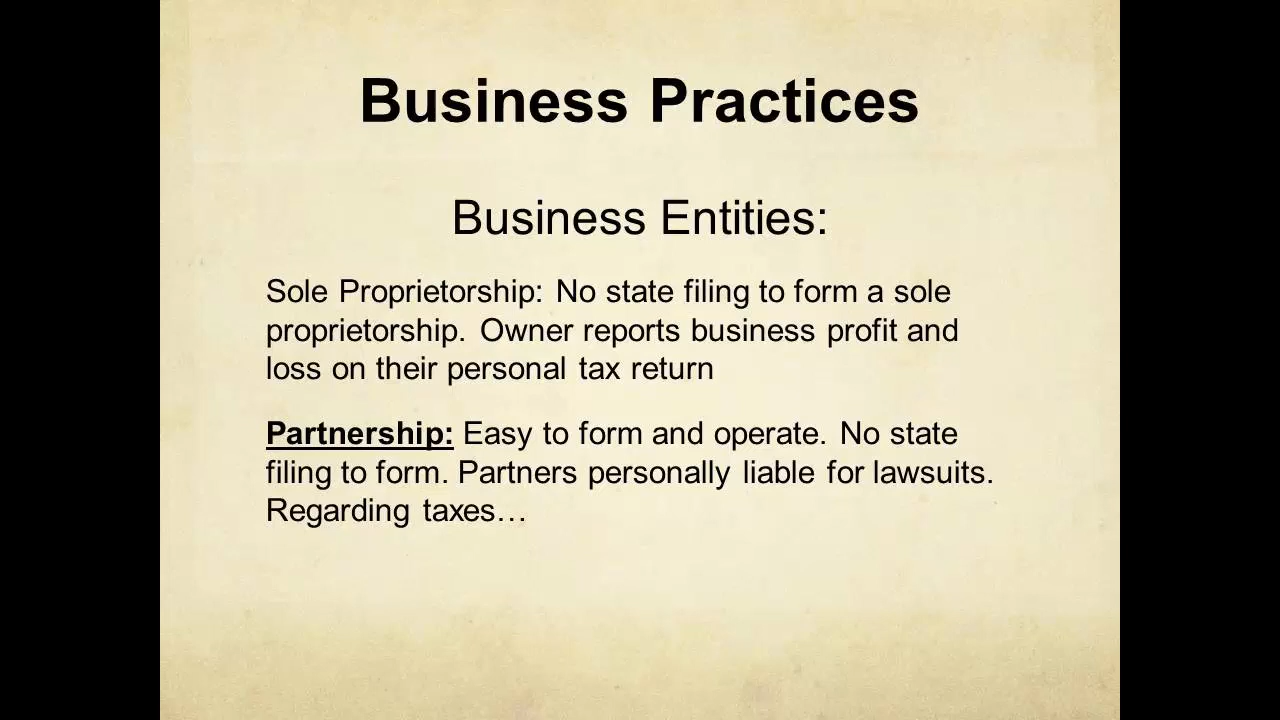 Business Practices
Business Entities:
Sole Proprietorship: No state filing to form a sole
proprietorship. Owner reports business profit and
loss on their personal tax return
Partnership: Easy to form and operate. No state
filing to form. Partners personally liable for lawsuits.
Regarding taxes…